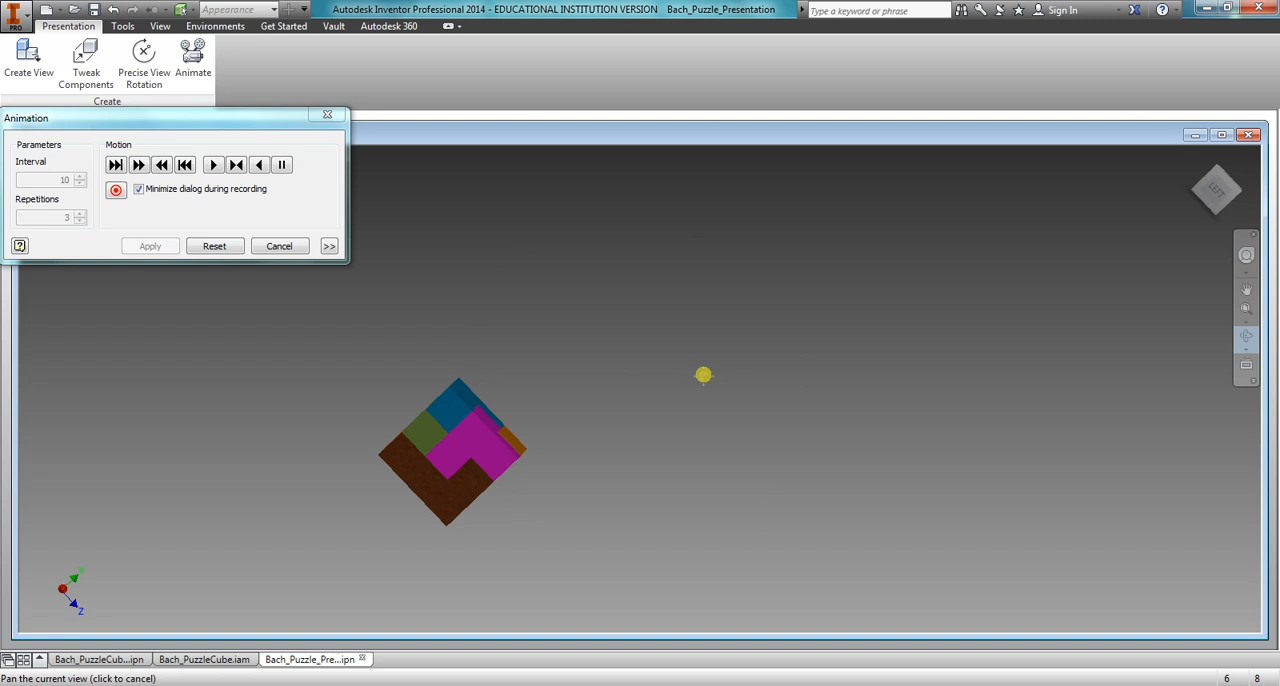 Appearance
Autodesk Inventor Professional 2014 - EDUCATIONAL INSTITUTION VERSION Bach_Puzzle_Presentation
Type a keyword or phrase
Sign In
PRO
Presentation Tools View Environments Get Started Vault Autodesk 360
Create View
Tweak Components
Precise View Rotation
Animate
Create
Animation
Parameters
Interval
10
Repetitions
3
Motion
Minimize dialog during recording
Apply Reset Cancel >>
LEFT
Z
Bach_PuzzleCub...ipn Bach_PuzzleCube.iam Bach_Puzzle_Pre...ipn
Pan the current view (click to cancel)
6 8